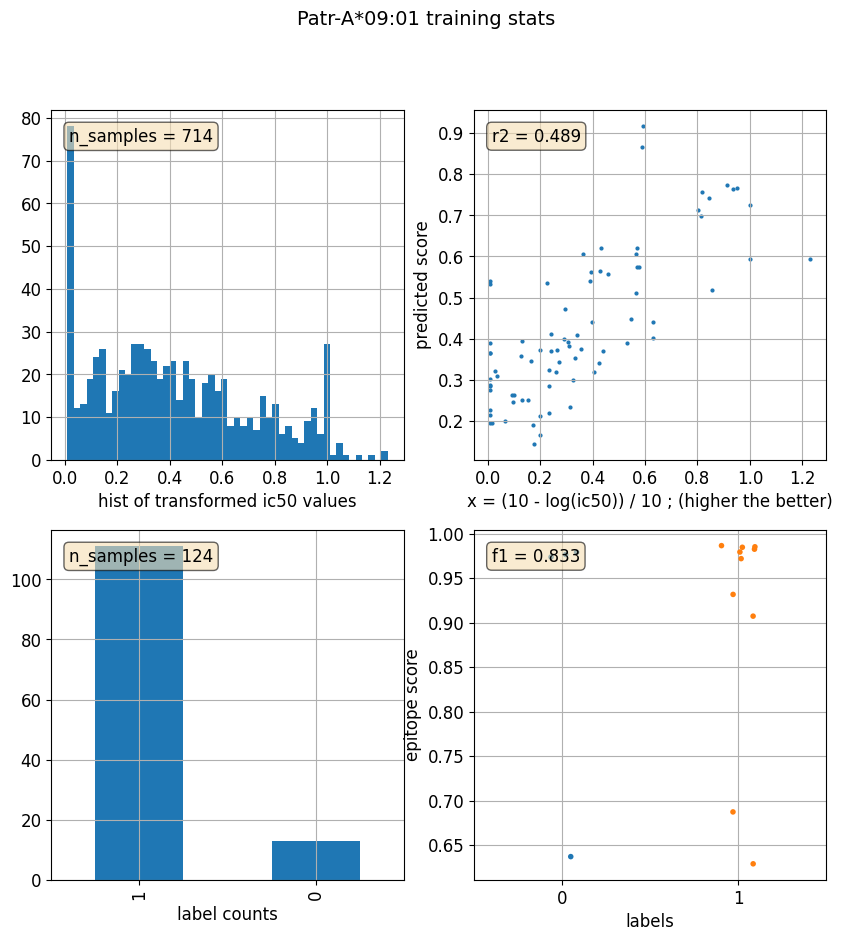 Patr-A*09:01 training stats
n_samples = 714
80
70
60
50
40
30
20
10
0
0.0 0.2 0.4 0.6 0.8 1.0 1.2
hist of transformed ic50 values
r2 = 0.489
predicted score
0.9
0.8
0.7
0.6
0.5
0.4
0.3
0.2
0.0 0.2 0.4 0.6 0.8 1.0 1.2
x = (10 - log(ic50)) / 10 ; (higher the better)
n_samples = 124
100
80
60
40
20
0
1 0
label counts
f1 = 0.833
epitope score
1.00
0.95
0.90
0.85
0.80
0.75
0.70
0.65
0 1
labels